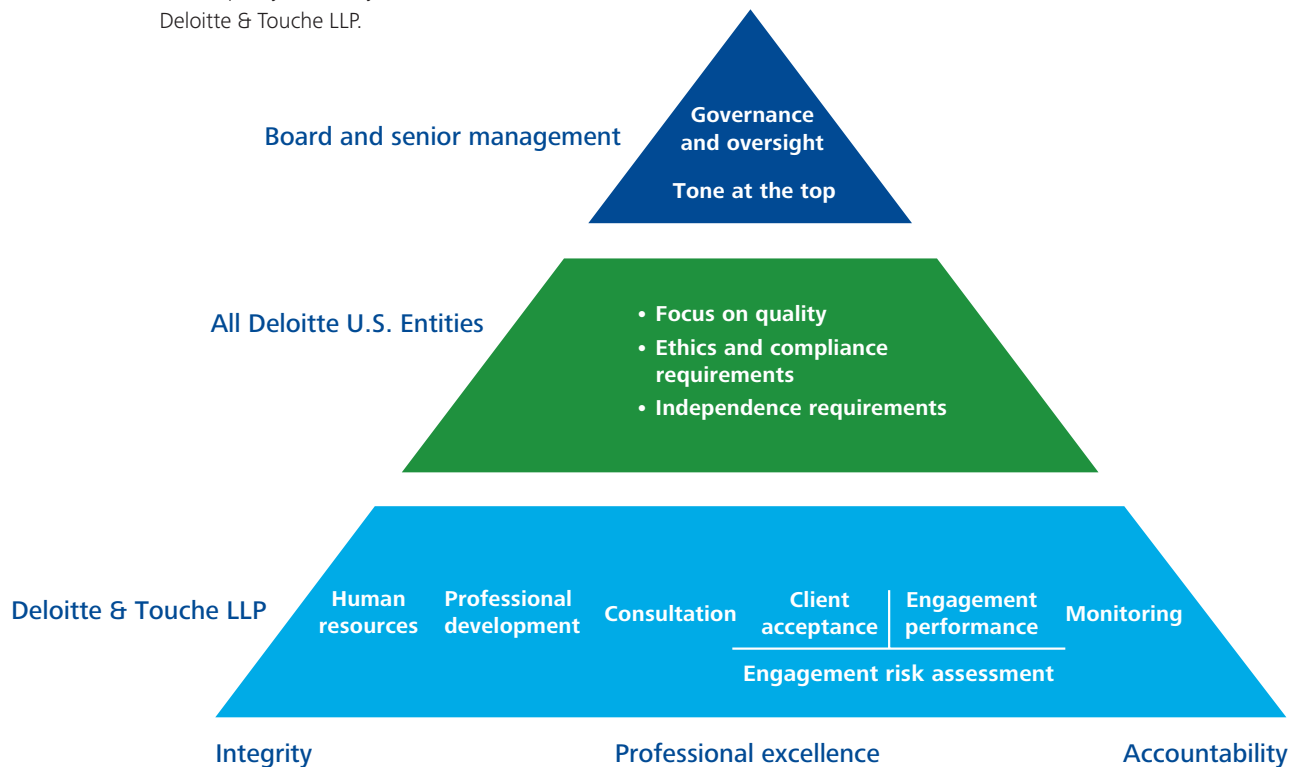 Deloitte & Touche LLP.
Board and senior management
Governance
and oversight
Tone at the top
All Deloitte U.S. Entities
• Focus on quality
• Ethics and compliance
requirements
• Independence requirements
Deloitte & Touche LLP
Human
resources
Professional
development
Consultation
Client
acceptance
Engagement
performance
Monitoring
Engagement risk assessment
Integrity
Professional excellence
Accountability